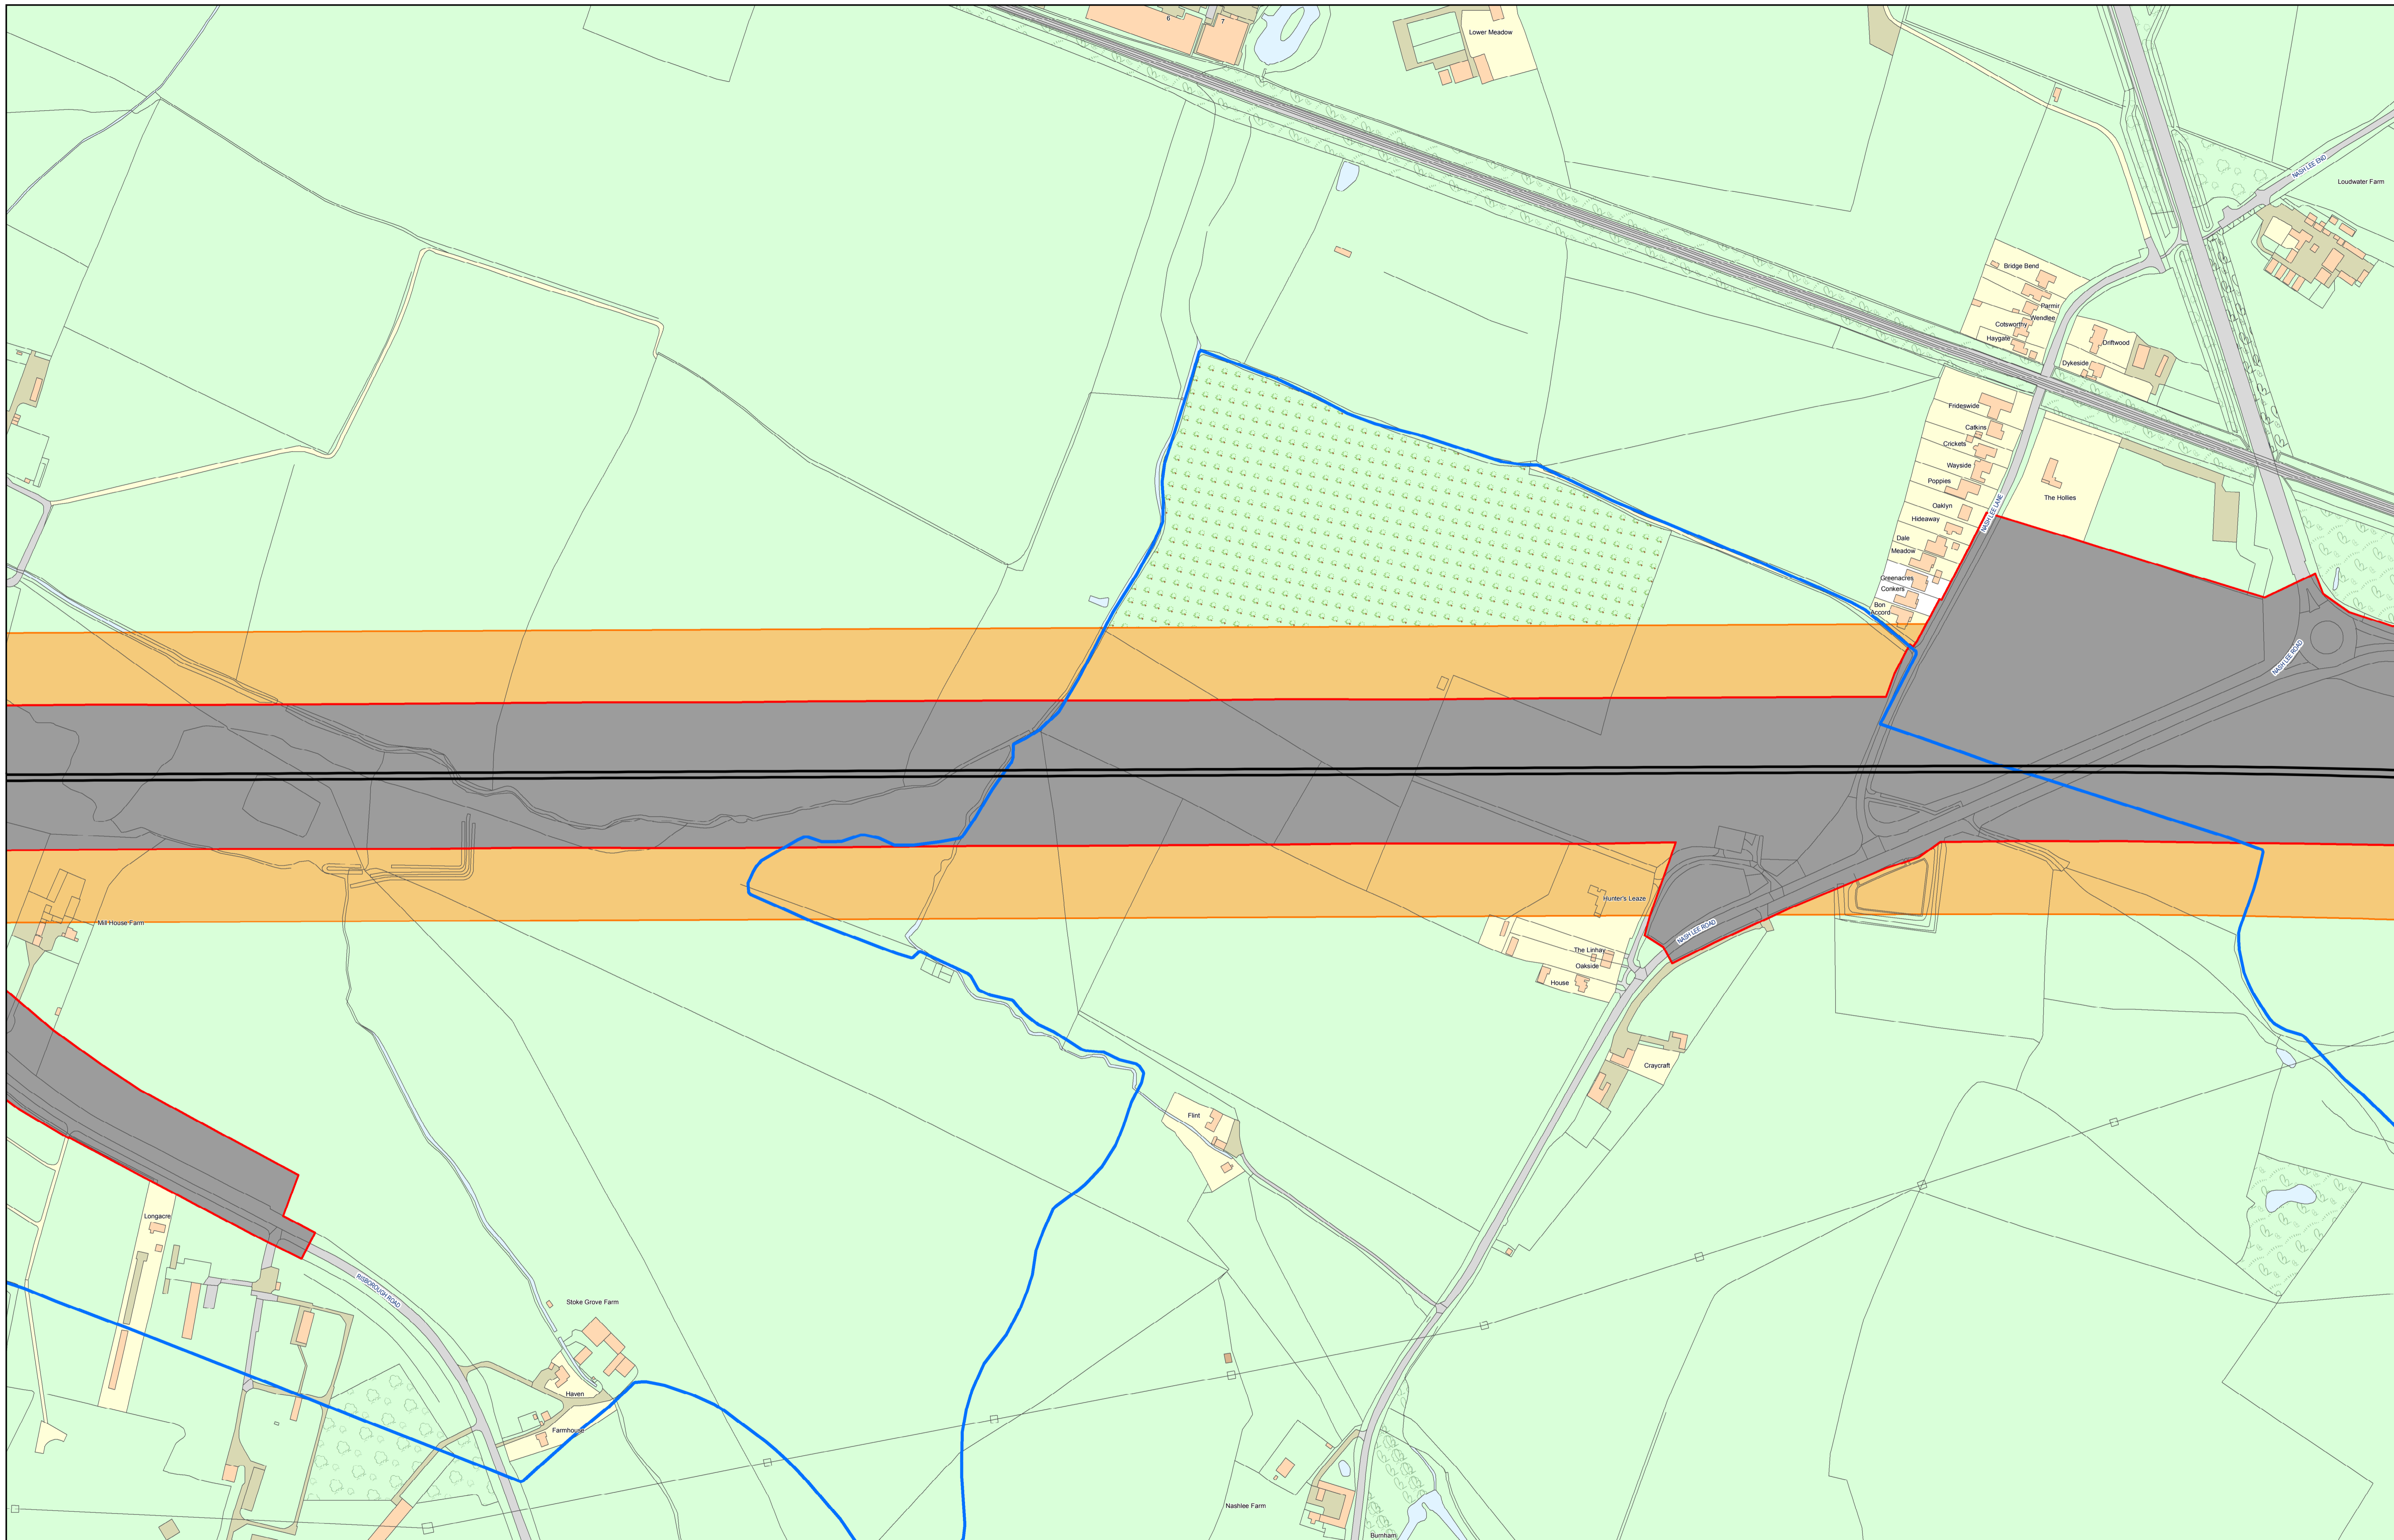 6
7
Lower Meadow
NASH LEE END
Loudwater Farm
Bridge Bend
Parmir
Wendlee
Cotsworthy
Haygate
Driftwood
Dykeside
Frideswide
Catkins
Crickets
Wayside
Poppies
Oaklyn
Hideaway
NASH LEE LANE
The Hollies
Dale
Meadow
Greenacres
Conkers
Bon
Accord
NASH LEE ROAD
Mill House Farm
Hunter's Leaze
NASH LEE ROAD
The Linhay
Oakside
House
Craycraft
Flint
Longacre
RISBOROUGH ROAD
Stoke Grove Farm
Haven
Farmhouse
Nashlee Farm
Burnham